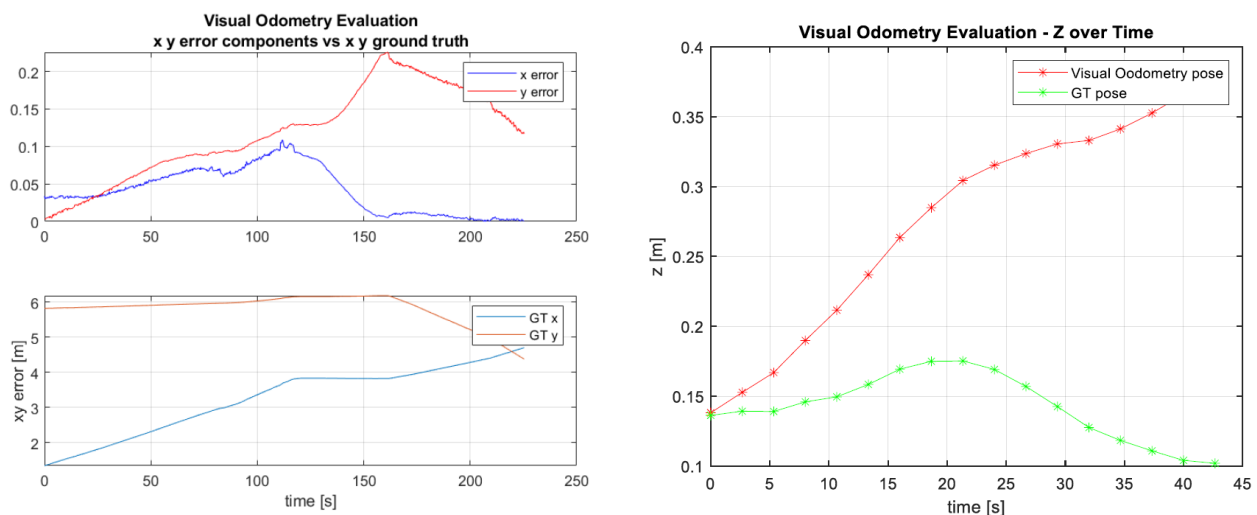 Visual Odometry Evaluation
x y error components vs x y ground truth
x error
y error
0.2
0.15
0.1
0.05
0
0 50 100 150 200 250
GT x
GT y
xy error [m]
6
5
4
3
2
0 50 100 150 200 250
time [s]
Visual Odometry Evaluation - Z over Time
Visual Oodometry pose
GT pose
z [m]
0.4
0.35
0.3
0.25
0.2
0.15
0.1
0 5 10 15 20 25 30 35 40 45
time [s]